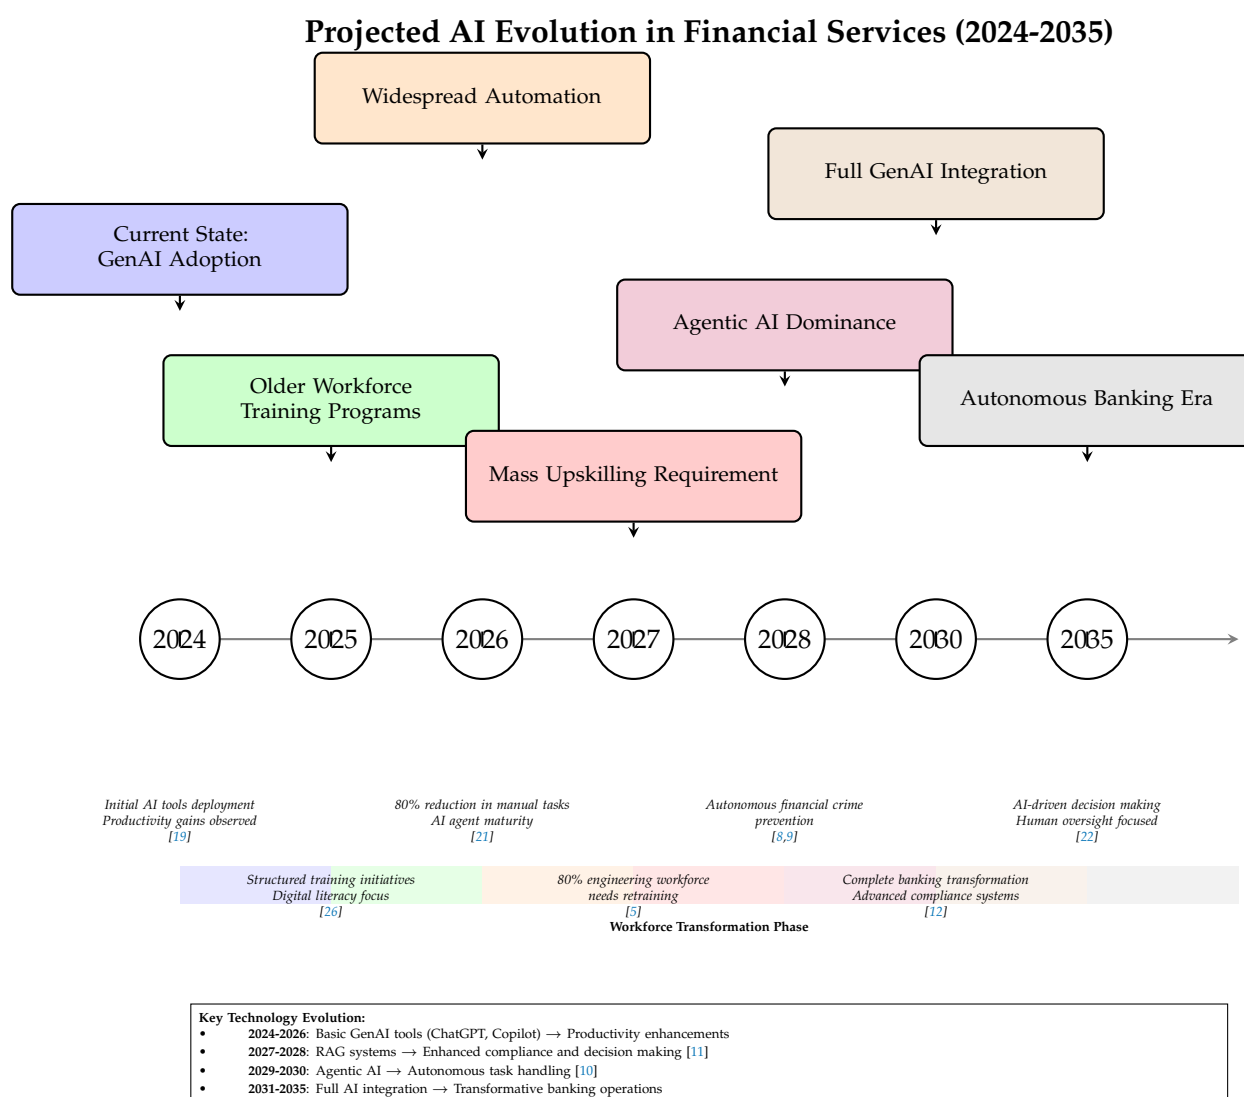 Projected AI Evolution in Financial Services (2024-2035)
Widespread Automation
Full GenAI Integration
Current State:
GenAI Adoption
Agentic AI Dominance
Older Workforce
Training Programs
Autonomous Banking Era
Mass Upskilling Requirement
2024
2025
2026
2027
2028
2030
2035
Initial AI tools deployment
Productivity gains observed
[19]
80% reduction in manual tasks
AI agent maturity
[21]
Autonomous financial crime
prevention
[8,9]
AI-driven decision making
Human oversight focused
[22]
Structured training initiatives
Digital literacy focus
[26]
80% engineering workforce
needs retraining
[5]
Complete banking transformation
Advanced compliance systems
[12]
Workforce Transformation Phase
Key Technology Evolution:
• 2024-2026: Basic GenAI tools (ChatGPT, Copilot) → Productivity enhancements
• 2027-2028: RAG systems → Enhanced compliance and decision making [11]
• 2029-2030: Agentic AI → Autonomous task handling [10]
• 2031-2035: Full AI integration → Transformative banking operations